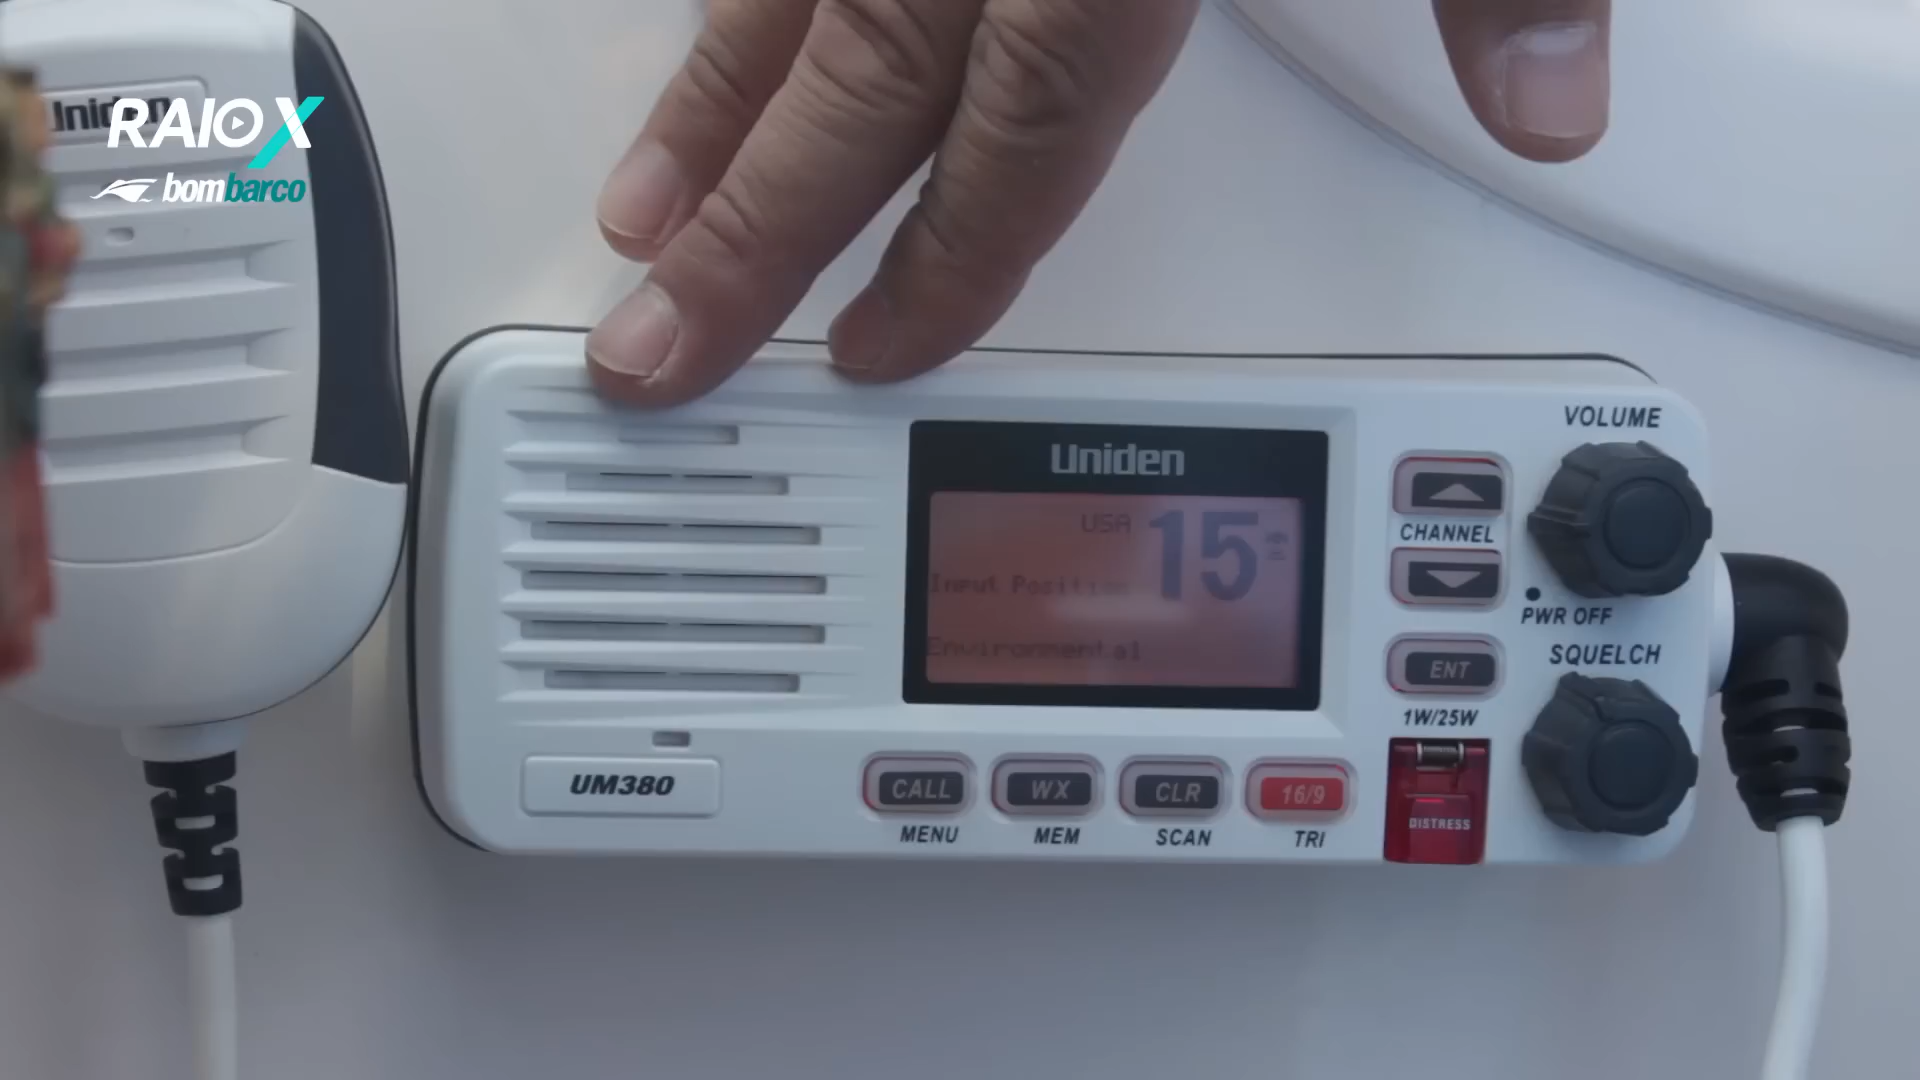 Uniden
RAIO X
bombarco
VOLUME
Uniden
USA 15
Input Position
CHANNEL
PWR OFF
Environmental
SQUELCH
ENT
1W/25W
UM380
CALL WX CLR 16/9
DISTRESS
MENU MEM SCAN TRI